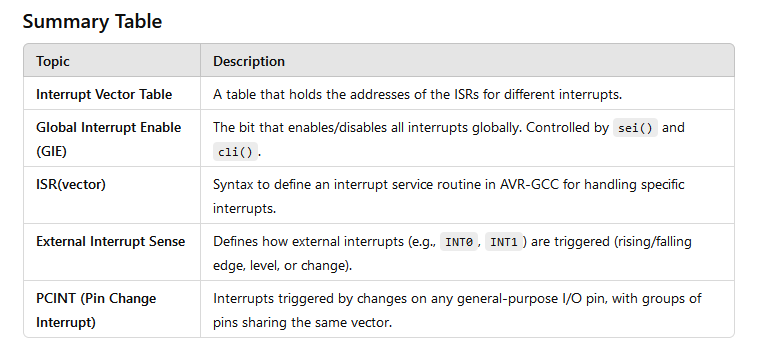 Summary Table
Topic
Description
Interrupt Vector Table
A table that holds the addresses of the ISRs for different interrupts.
Global Interrupt Enable
(GIE)
The bit that enables/disables all interrupts globally. Controlled by sei() and
cli().
ISR(vector)
Syntax to define an interrupt service routine in AVR-GCC for handling specific
interrupts.
External Interrupt Sense
Defines how external interrupts (e.g., INT0, INT1) are triggered (rising/falling
edge, level, or change).
PCINT (Pin Change
Interrupt)
Interrupts triggered by changes on any general-purpose I/O pin, with groups of
pins sharing the same vector.